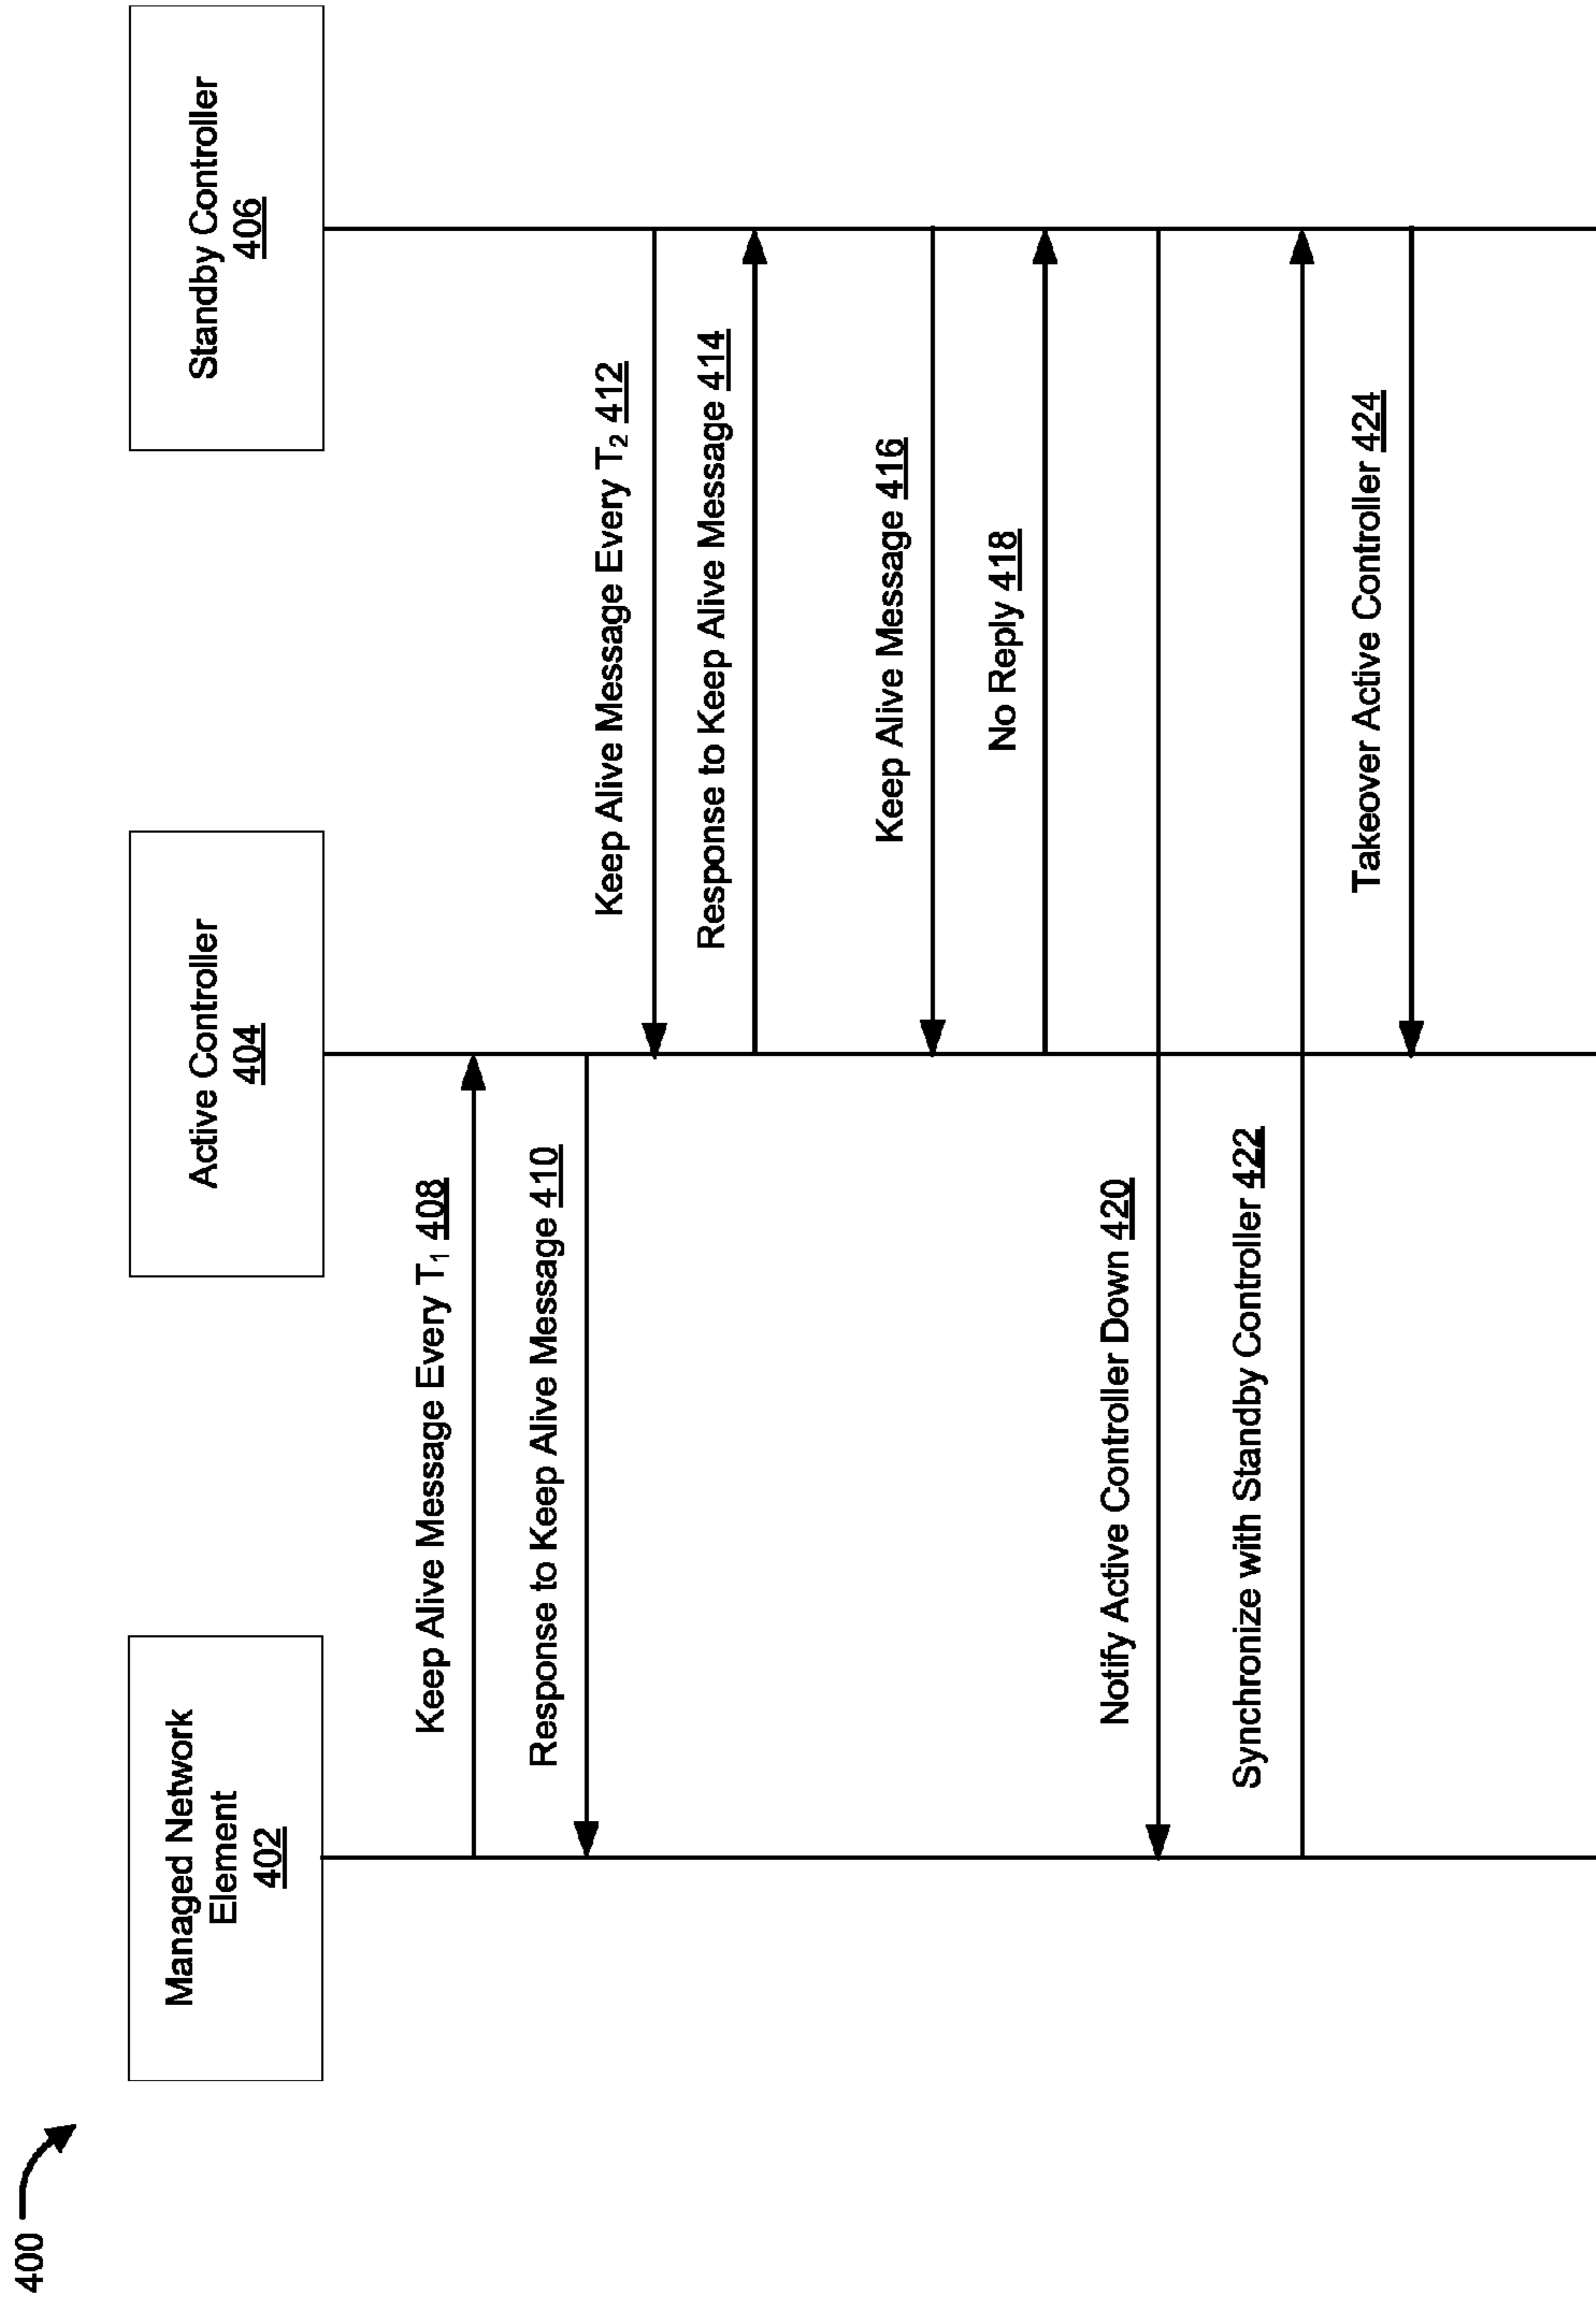 400
Managed Network
Element
402
Active Controller
404
Standby Controller
406
Keep Alive Message Every T₁ 408
Response to Keep Alive Message 410
Keep Alive Message Every T₂ 412
Response to Keep Alive Message 414
Keep Alive Message 416
No Reply 418
Notify Active Controller Down 420
Synchronize with Standby Controller 422
Takeover Active Controller 424